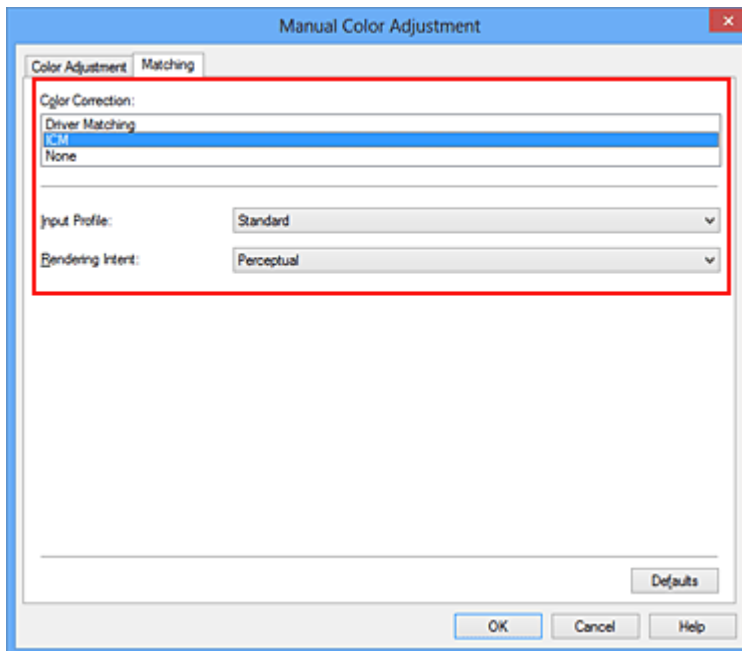 Manual Color Adjustment
Color Adjustment Matching
Color Correction:
Driver Matching
ICM
None
Input Profile: Standard
Rendering Intent: Perceptual
Defaults
OK Cancel Help